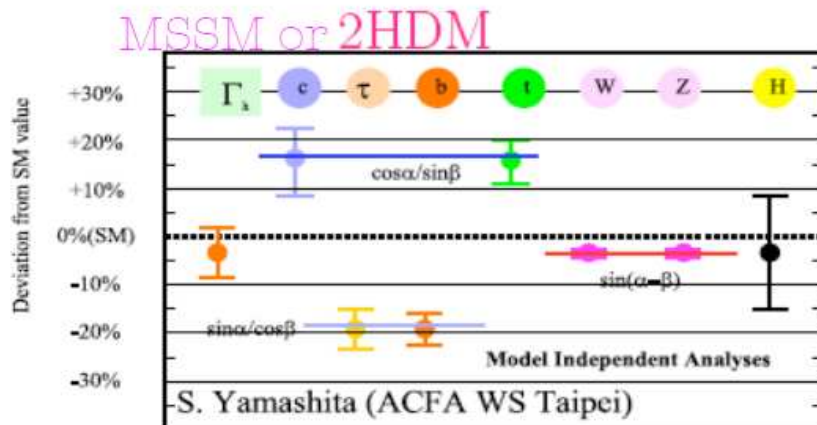 MSSM or 2HDM
Γh c τ b t W Z H
Deviation from SM value
+30%
+20%
+10%
0%(SM)
-10%
-20%
-30%
cosα/sinβ
sin(α-β)
sinα/cosβ
Model Independent Analyses
S. Yamashita (ACFA WS Taipei)